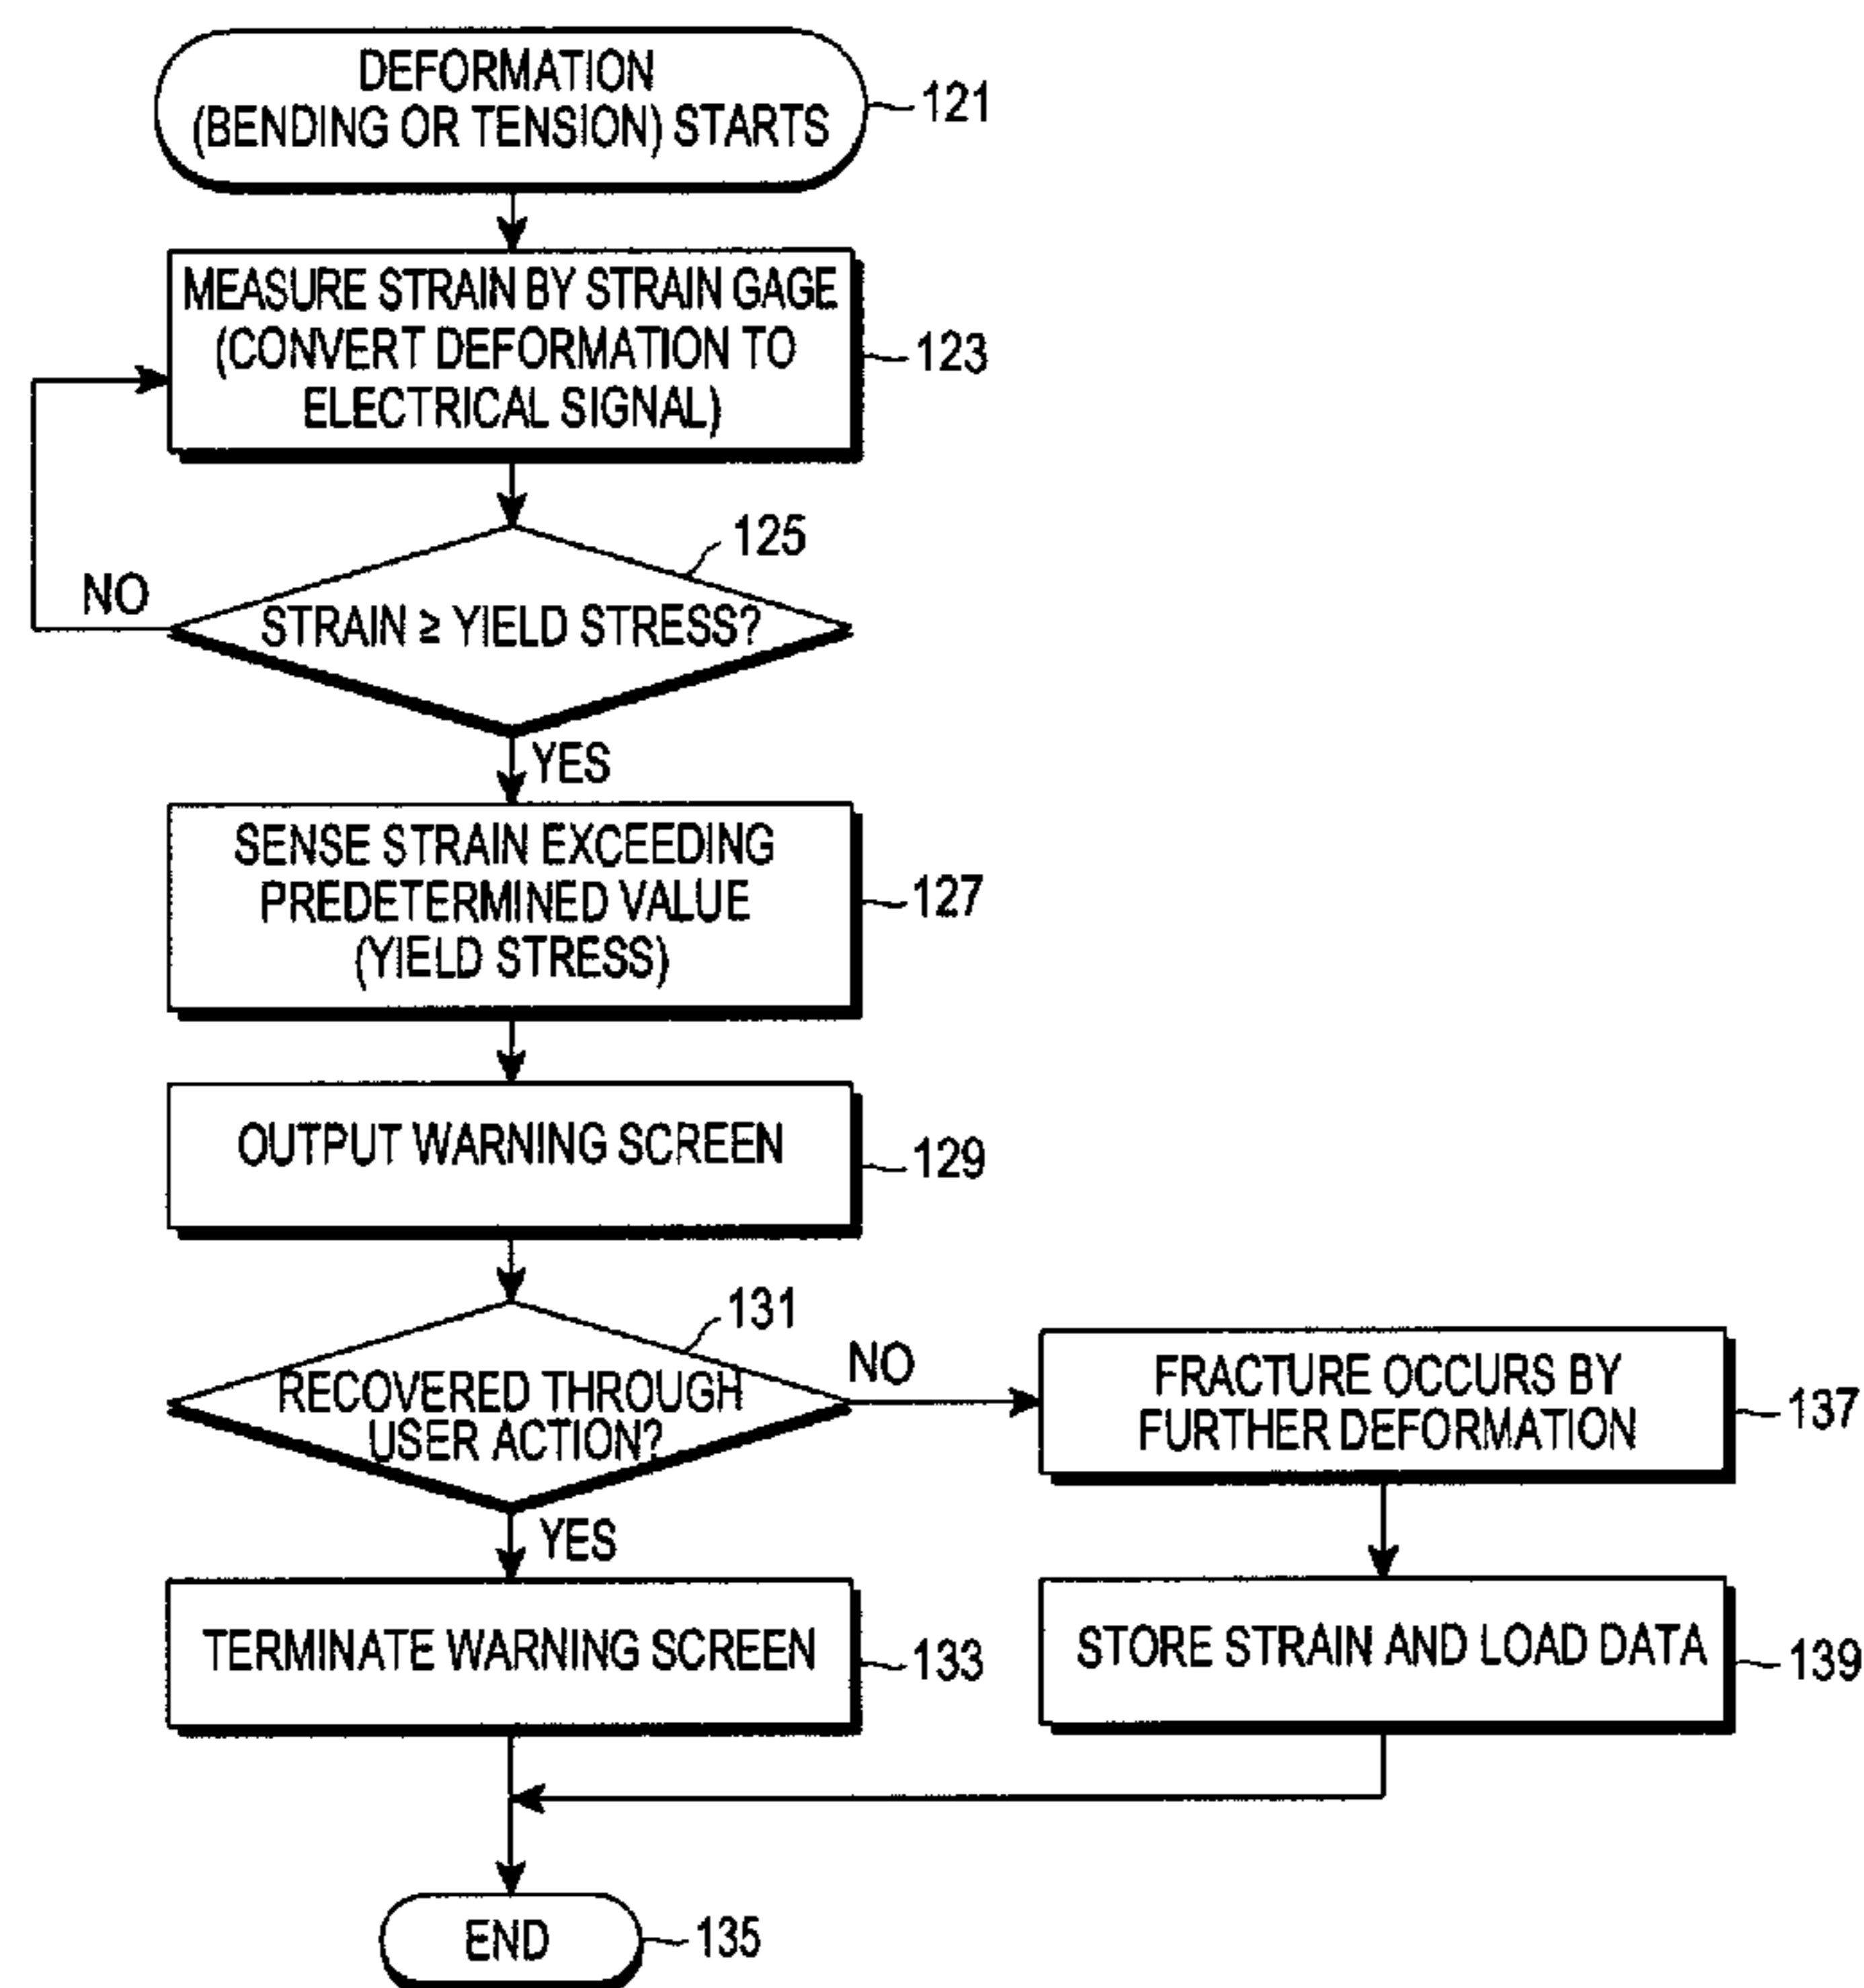 DEFORMATION
(BENDING OR TENSION) STARTS
121
MEASURE STRAIN BY STRAIN GAGE
(CONVERT DEFORMATION TO
ELECTRICAL SIGNAL)
123
125
NO
STRAIN ≥ YIELD STRESS?
YES
SENSE STRAIN EXCEEDING
PREDETERMINED VALUE
(YIELD STRESS)
127
OUTPUT WARNING SCREEN
129
131
RECOVERED THROUGH
USER ACTION?
NO
FRACTURE OCCURS BY
FURTHER DEFORMATION
137
YES
TERMINATE WARNING SCREEN
133
STORE STRAIN AND LOAD DATA
139
END
135